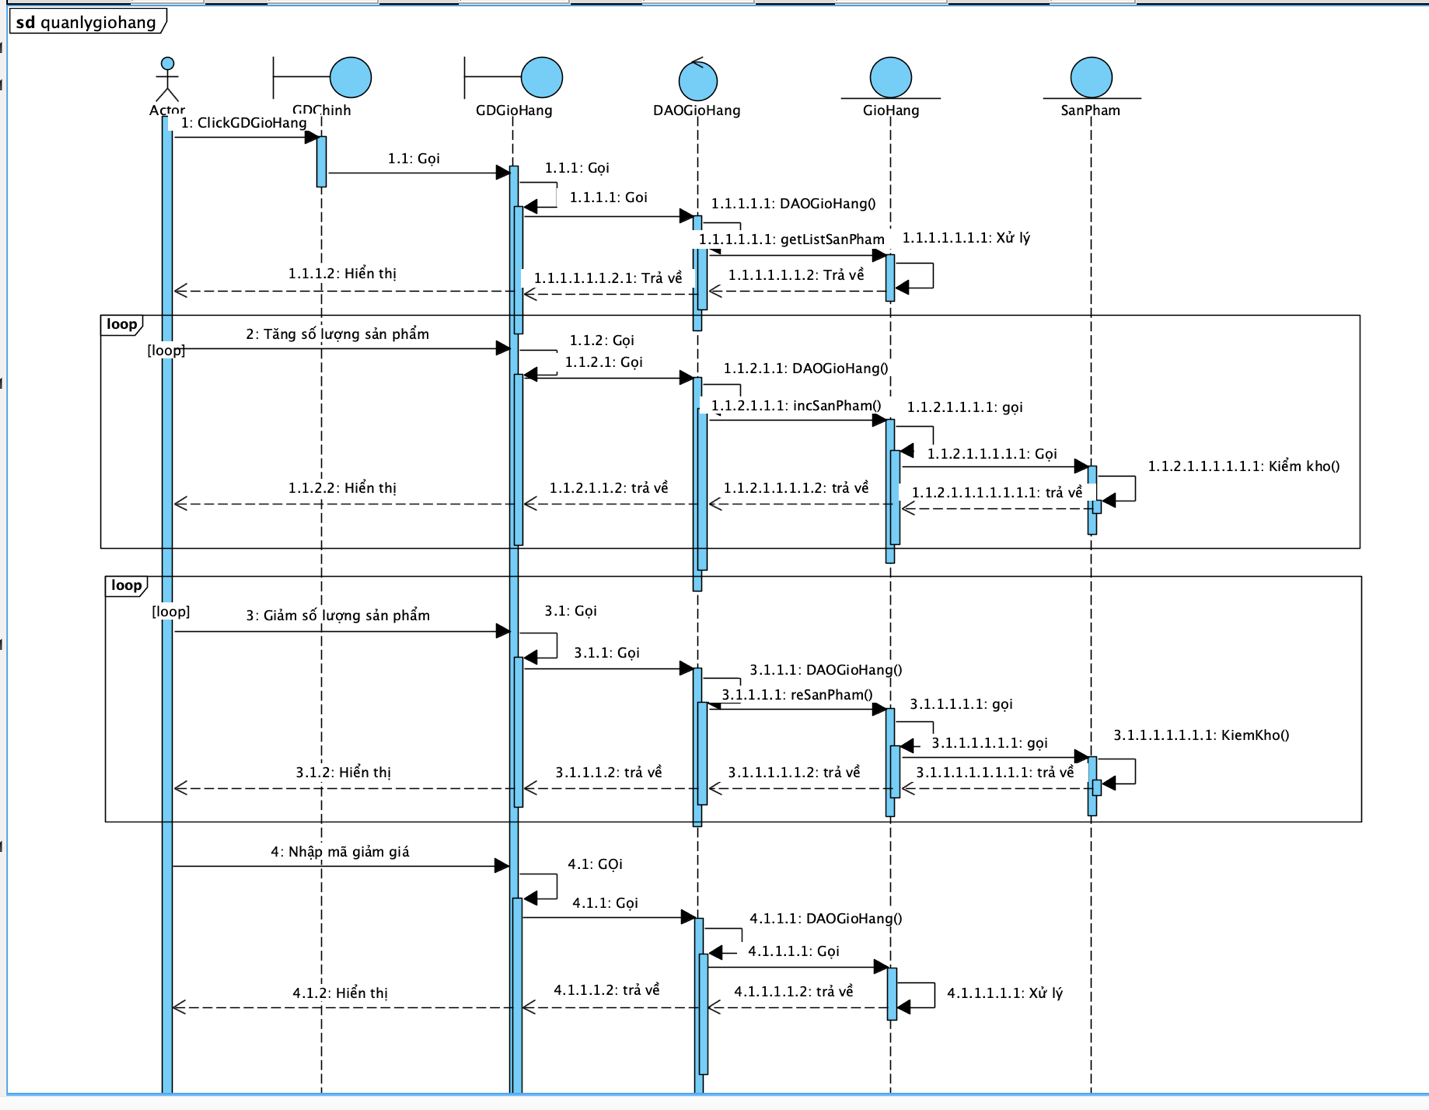 sd quanlygiohang
Actor
GDChinh
GDGioHang
DAOGioHang
GioHang
SanPham
1: ClickGDGioHang
1.1: Gọi
1.1.1: Gọi
1.1.1.1: Goi
1.1.1.1.1: DAOGioHang()
1.1.1.1.1.1: getListSanPham
1.1.1.1.1.1.1: Xử lý
1.1.1.2: Hiển thị
1.1.1.1.1.1.2.1: Trả về
1.1.1.1.1.1.2: Trả về
loop
[loop]
2: Tăng số lượng sản phẩm
1.1.2: Gọi
1.1.2.1: Gọi
1.1.2.1.1: DAOGioHang()
1.1.2.1.1.1: incSanPham()
1.1.2.1.1.1.1: gọi
1.1.2.1.1.1.1.1: Gọi
1.1.2.1.1.1.1.1.1: Kiểm kho()
1.1.2.2: Hiển thị
1.1.2.1.1.2: trả về
1.1.2.1.1.1.1.2: trả về
1.1.2.1.1.1.1.1.1.1: trả về
loop
[loop]
3: Giảm số lượng sản phẩm
3.1: Gọi
3.1.1: Gọi
3.1.1.1: DAOGioHang()
3.1.1.1.1: reSanPham()
3.1.1.1.1.1: gọi
3.1.1.1.1.1.1: gọi
3.1.1.1.1.1.1.1: KiemKho()
3.1.2: Hiển thị
3.1.1.1.2: trả về
3.1.1.1.1.1.2: trả về
3.1.1.1.1.1.1.1.1: trả về
4: Nhập mã giảm giá
4.1: GỌi
4.1.1: Gọi
4.1.1.1: DAOGioHang()
4.1.1.1.1: Gọi
4.1.2: Hiển thị
4.1.1.1.2: trả về
4.1.1.1.1.2: trả về
4.1.1.1.1.1: Xử lý